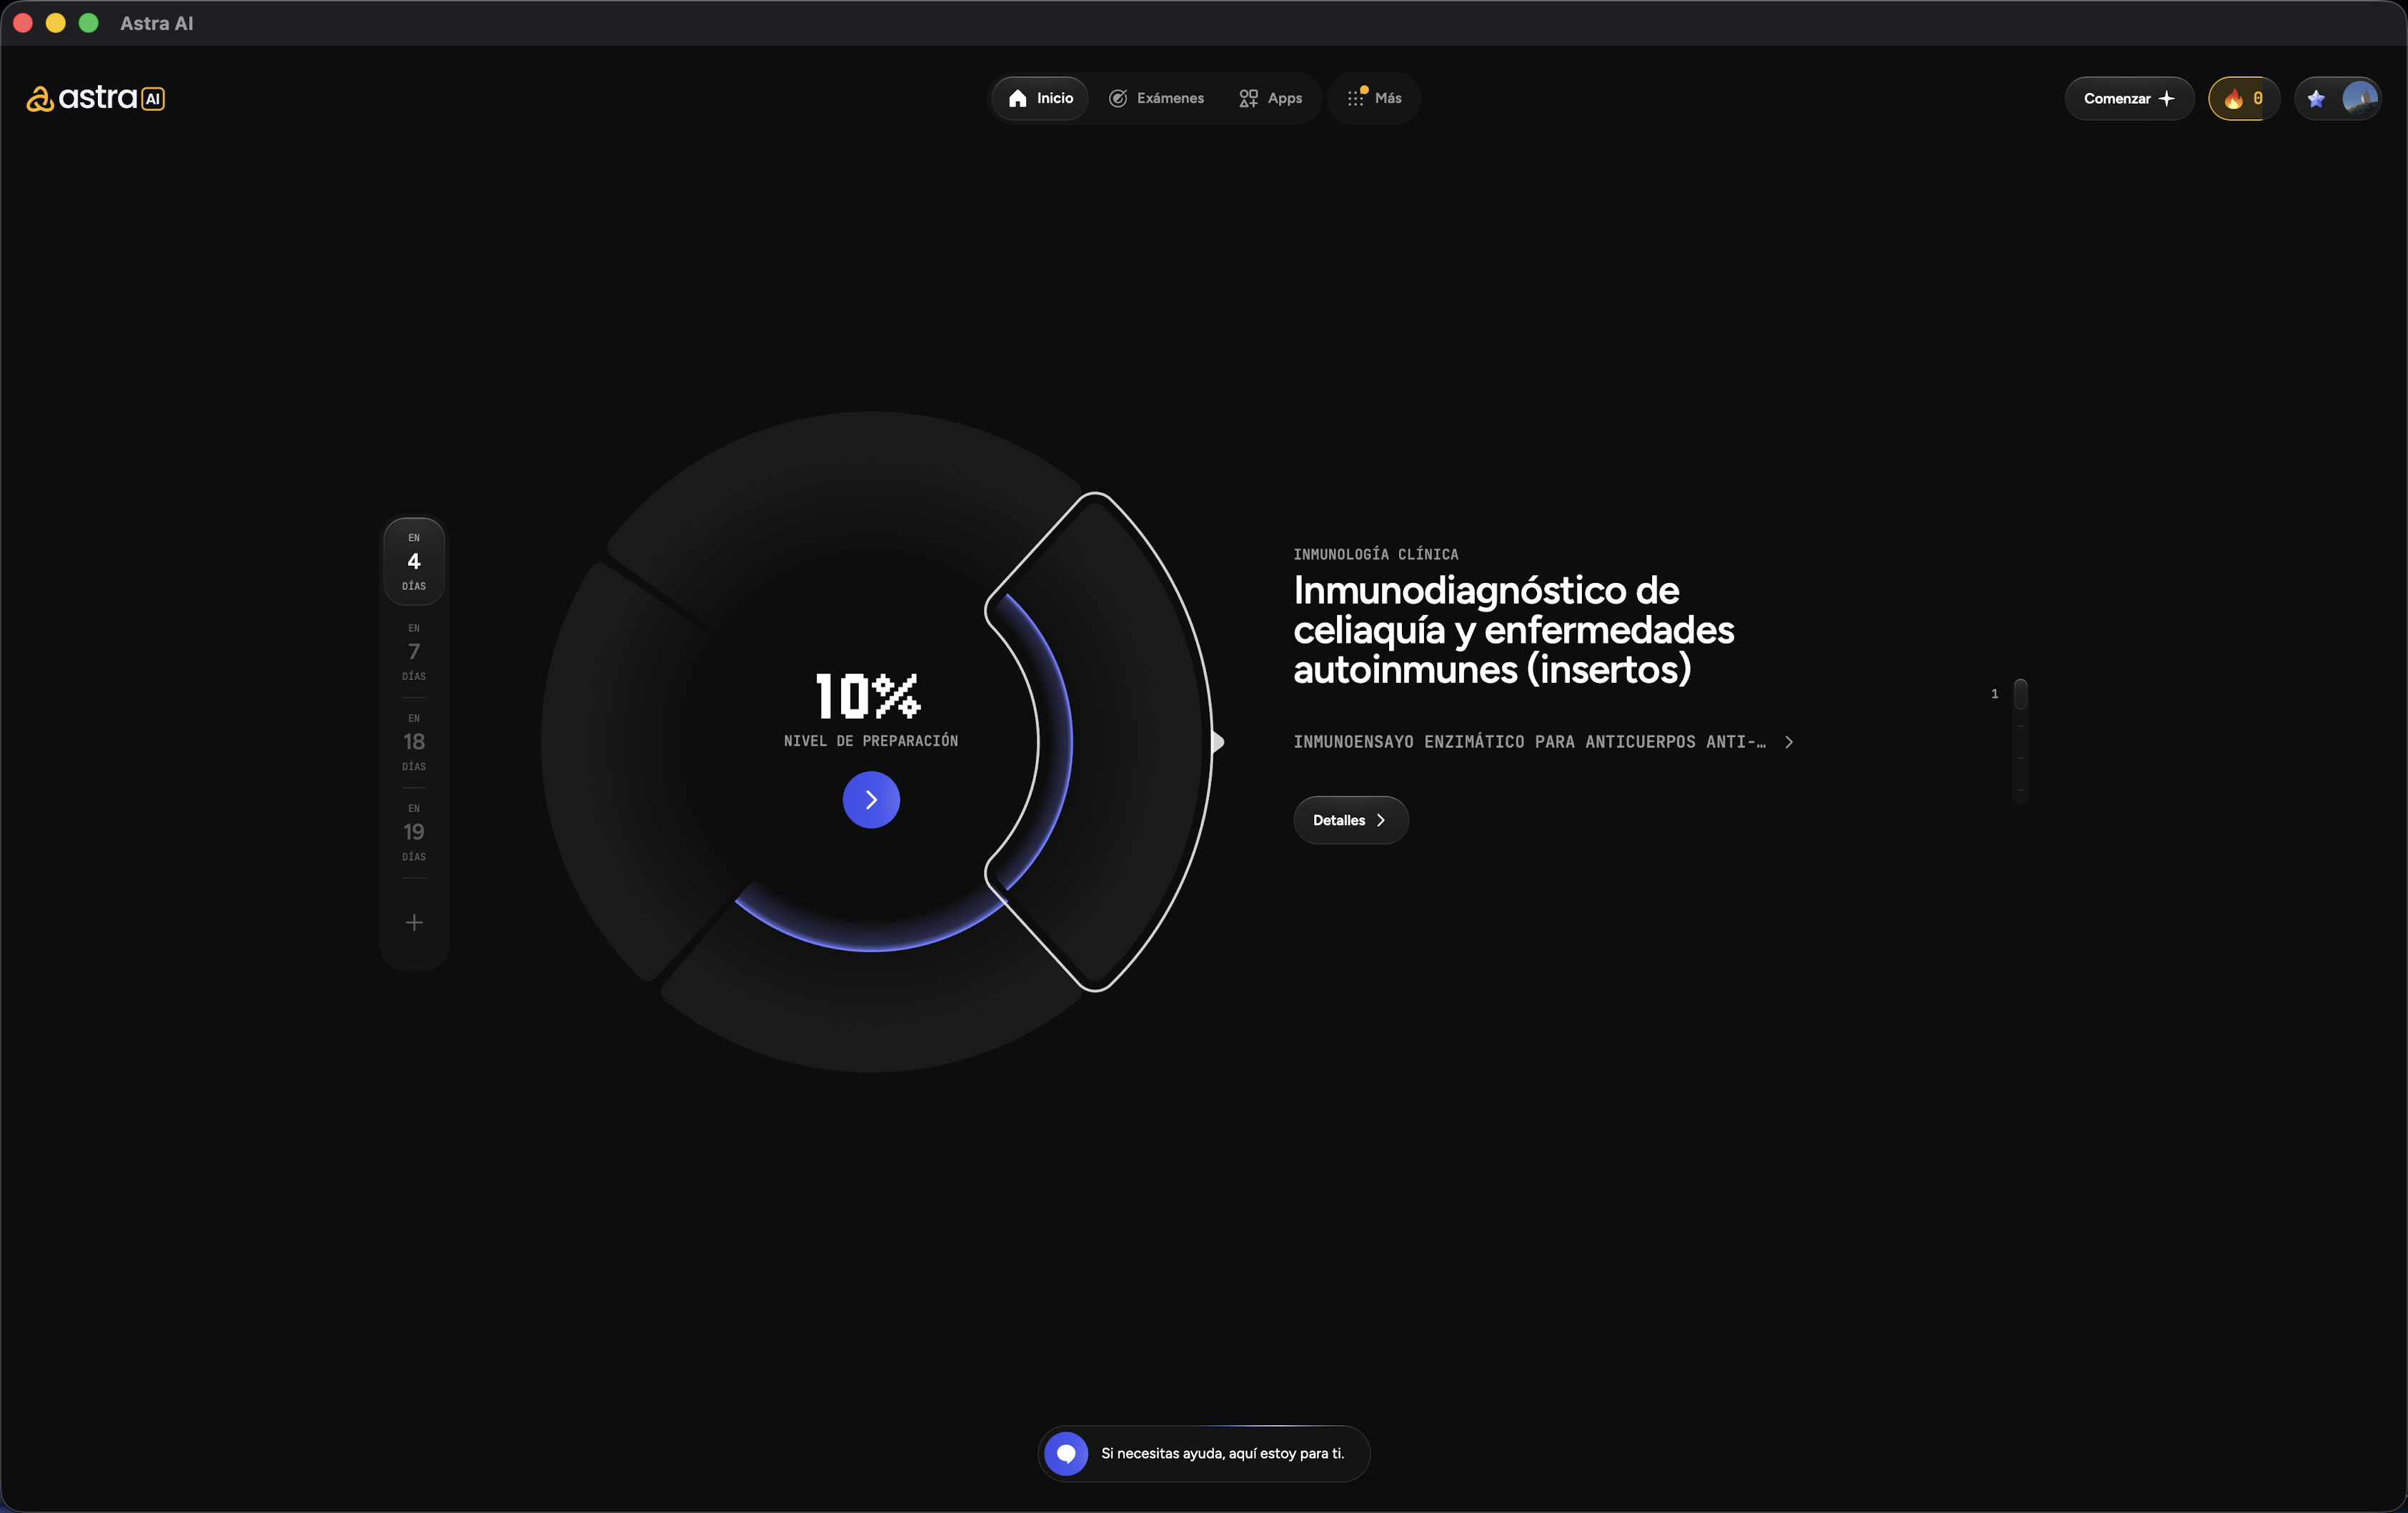 Astra AI
astra AI
Inicio
Exámenes
Apps
Más
Comenzar
0
EN
4
DÍAS
EN
7
DÍAS
EN
18
DÍAS
EN
19
DÍAS
10%
NIVEL DE PREPARACIÓN
INMUNOLOGÍA CLÍNICA
Inmunodiagnóstico de
celiaquía y enfermedades
autoinmunes (insertos)
INMUNOENSAYO ENZIMÁTICO PARA ANTICUERPOS ANTI-…
Detalles
1
Si necesitas ayuda, aquí estoy para ti.